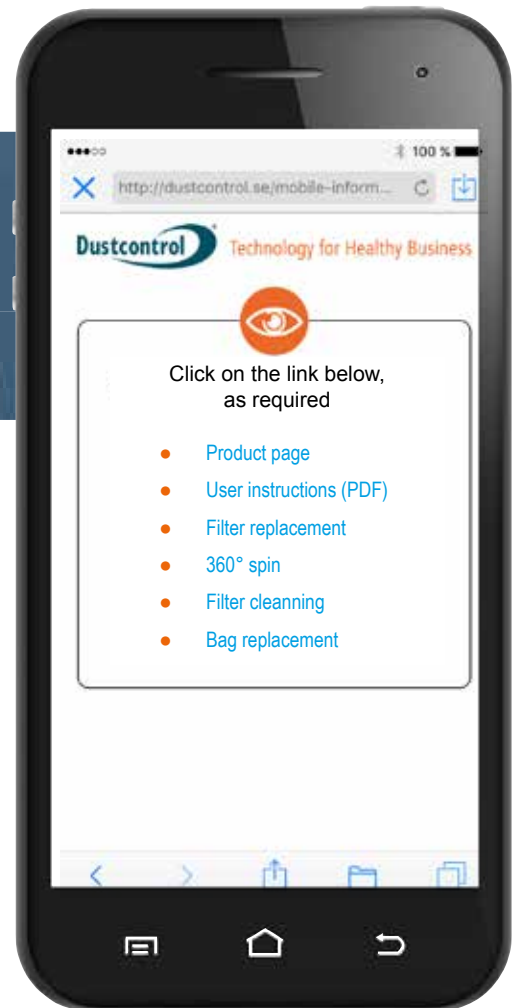 100 %
http://dustcontrol.se/mobile-inform...
Dustcontrol® Technology for Healthy Business
Click on the link below,
as required
● Product page
● User instructions (PDF)
● Filter replacement
● 360° spin
● Filter cleanning
● Bag replacement